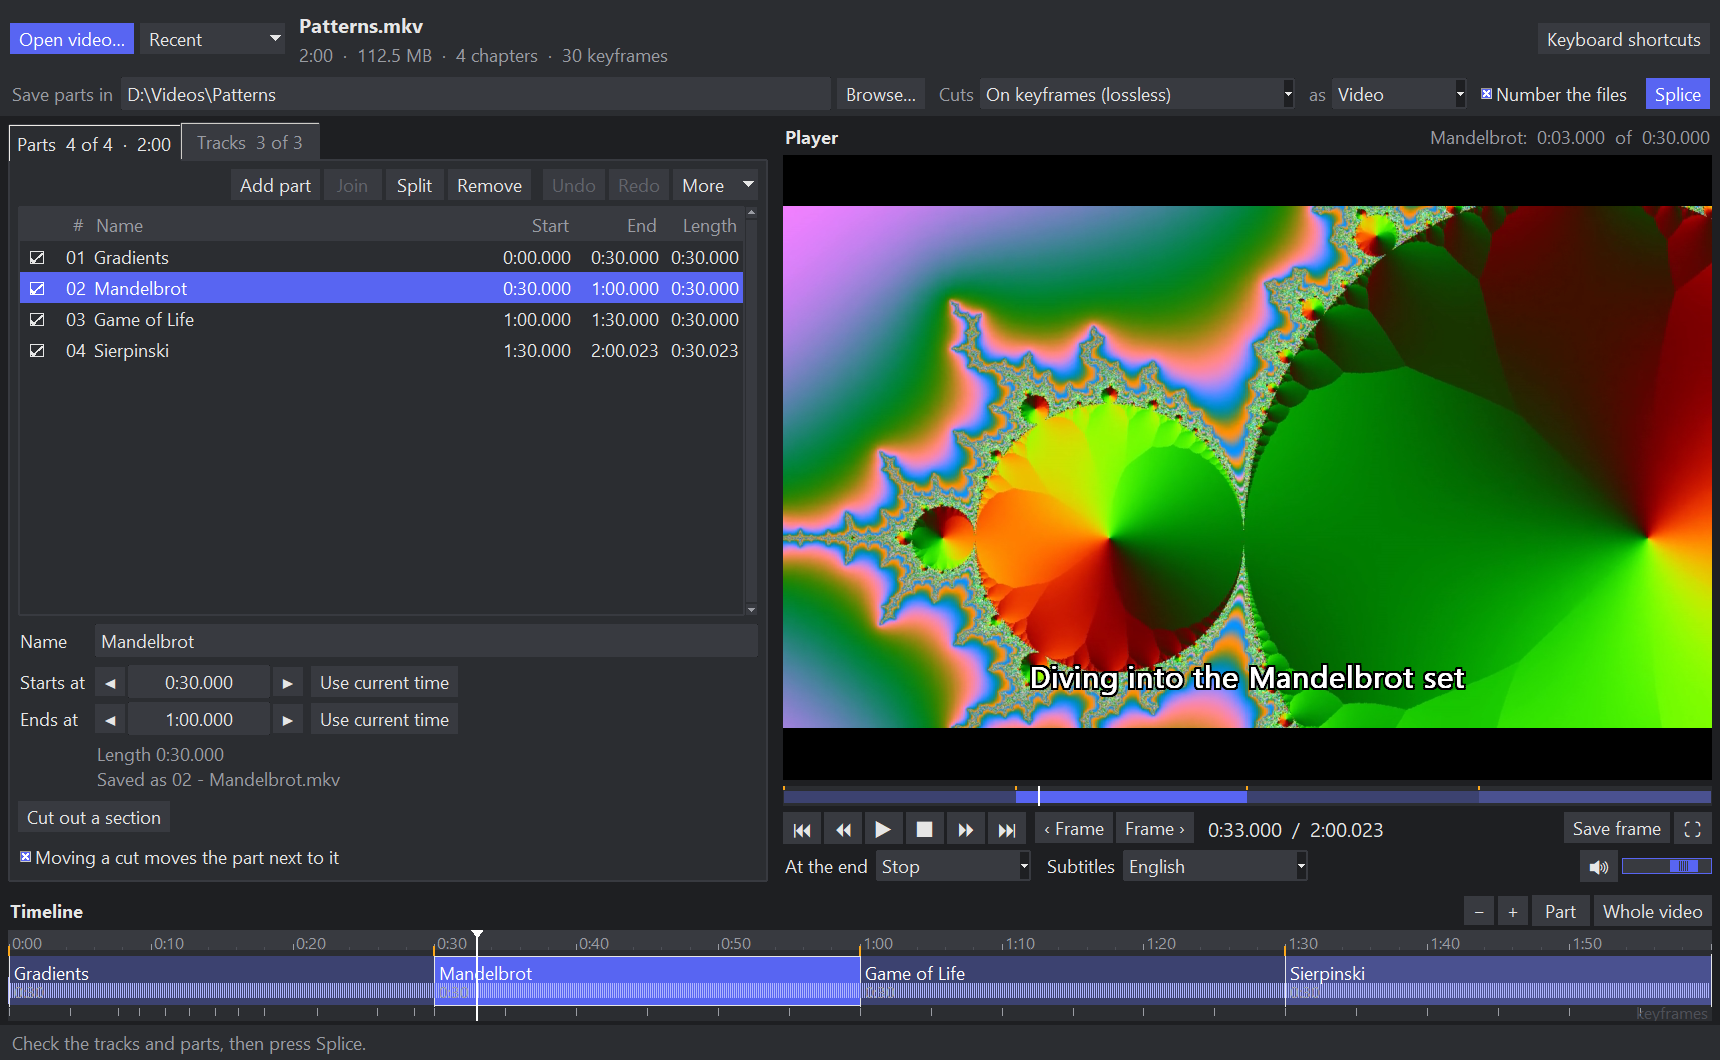 Open video...
Recent
Patterns.mkv
2:00 · 112.5 MB · 4 chapters · 30 keyframes
Keyboard shortcuts
Save parts in D:\Videos\Patterns Browse... Cuts On keyframes (lossless) as Video Number the files Splice
Parts 4 of 4 · 2:00
Tracks 3 of 3
Add part Join Split Remove Undo Redo More
# Name Start End Length
01 Gradients 0:00.000 0:30.000 0:30.000
02 Mandelbrot 0:30.000 1:00.000 0:30.000
03 Game of Life 1:00.000 1:30.000 0:30.000
04 Sierpinski 1:30.000 2:00.023 0:30.023
Name Mandelbrot
Starts at 0:30.000 Use current time
Ends at 1:00.000 Use current time
Length 0:30.000
Saved as 02 - Mandelbrot.mkv
Cut out a section
Moving a cut moves the part next to it
Player
Mandelbrot: 0:03.000 of 0:30.000
Diving into the Mandelbrot set
‹ Frame Frame › 0:33.000 / 2:00.023 Save frame
At the end Stop Subtitles English
Timeline
− + Part Whole video
0:00 0:10 0:20 0:30 0:40 0:50 1:00 1:10 1:20 1:30 1:40 1:50
Gradients Mandelbrot Game of Life Sierpinski
0:30 0:30 0:30 0:30
keyframes
Check the tracks and parts, then press Splice.